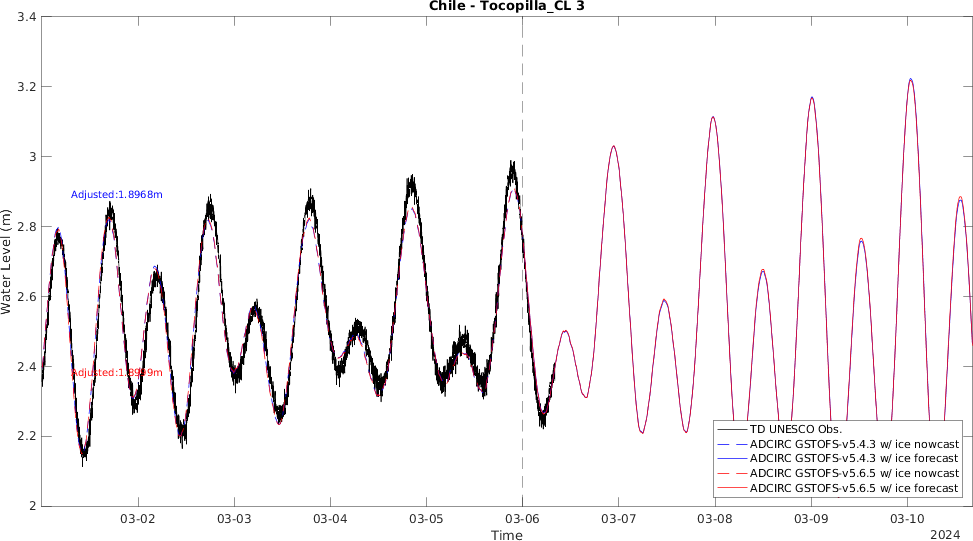 Chile - Tocopilla_CL 3
Water Level (m)
3.4
3.2
3
2.8
2.6
2.4
2.2
2
Adjusted:1.8968m
Adjusted:1.8999m
TD UNESCO Obs.
ADCIRC GSTOFS-v5.4.3 w/ ice nowcast
ADCIRC GSTOFS-v5.4.3 w/ ice forecast
ADCIRC GSTOFS-v5.6.5 w/ ice nowcast
ADCIRC GSTOFS-v5.6.5 w/ ice forecast
03-02 03-03 03-04 03-05 03-06 03-07 03-08 03-09 03-10
Time
2024